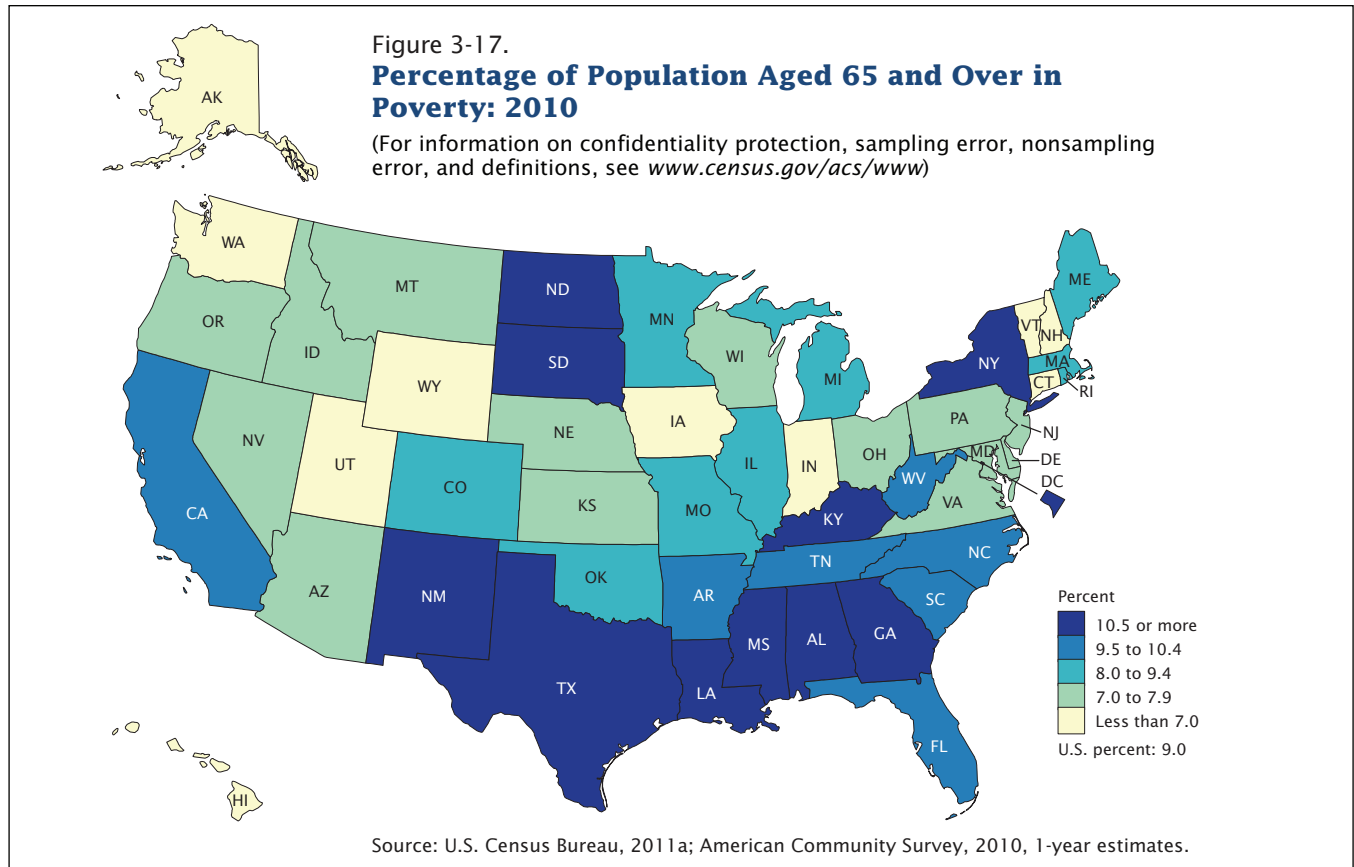 Figure 3-17.
Percentage of Population Aged 65 and Over in
Poverty: 2010
(For information on confidentiality protection, sampling error, nonsampling
error, and definitions, see www.census.gov/acs/www)
AK
WA
MT
ND
MN
ME
OR
ID
SD
WI
VT
NH
NY
MA
WY
MI
CT
RI
IA
NE
PA
NJ
NV
UT
IL
IN
OH
MD
DE
DC
CO
WV
KS
MO
VA
CA
KY
NC
TN
AZ
NM
OK
AR
SC
MS
AL
GA
TX
LA
FL
HI
Percent
10.5 or more
9.5 to 10.4
8.0 to 9.4
7.0 to 7.9
Less than 7.0
U.S. percent: 9.0
Source: U.S. Census Bureau, 2011a; American Community Survey, 2010, 1-year estimates.